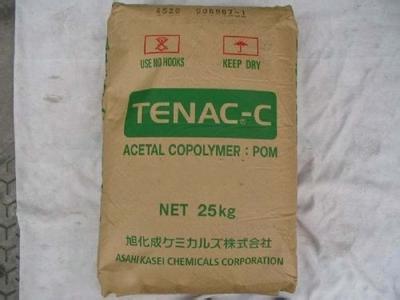 4520
USE NO HOOKS
KEEP DRY
TENAC-C
®
ACETAL COPOLYMER : POM
NET 25kg
旭化成ケミカルズ株式会社
ASAHI KASEI CHEMICALS CORPORATION